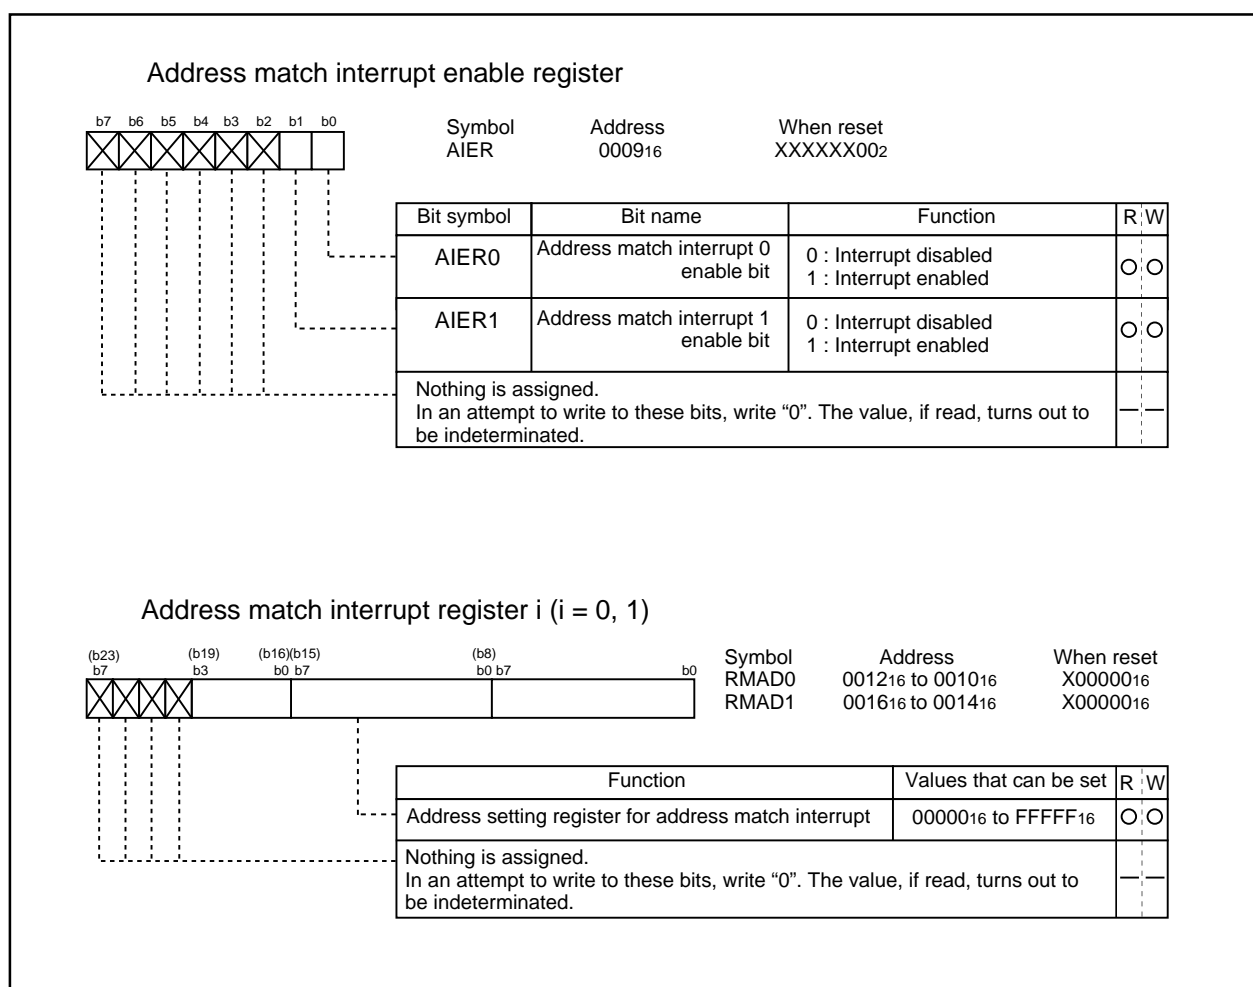 Address match interrupt enable register
b7 b6 b5 b4 b3 b2 b1 b0
Symbol Address When reset
AIER 000916 XXXXXX002
Bit symbol Bit name Function R W
AIER0 Address match interrupt 0 enable bit 0 : Interrupt disabled
1 : Interrupt enabled
AIER1 Address match interrupt 1 enable bit 0 : Interrupt disabled
1 : Interrupt enabled
Nothing is assigned.
In an attempt to write to these bits, write “0”. The value, if read, turns out to
be indeterminated.
Address match interrupt register i (i = 0, 1)
(b23) (b19) (b16)(b15) (b8)
b7 b3 b0 b7 b0 b7 b0
Symbol Address When reset
RMAD0 001216 to 001016 X0000016
RMAD1 001616 to 001416 X0000016
Function Values that can be set R W
Address setting register for address match interrupt 0000016 to FFFFF16
Nothing is assigned.
In an attempt to write to these bits, write “0”. The value, if read, turns out to
be indeterminated.